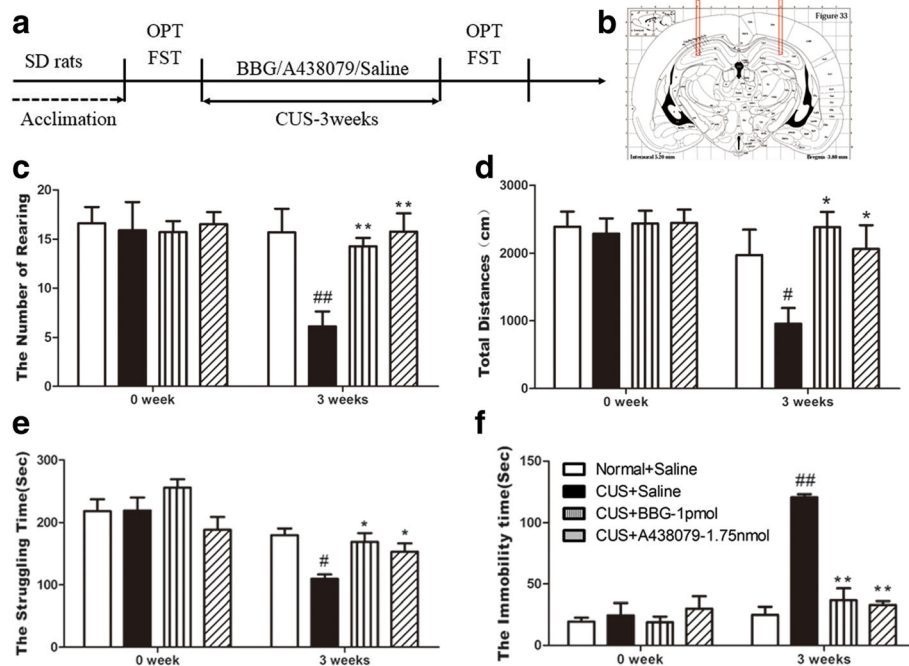 a
OPT
FST
SD rats
BBG/A438079/Saline
OPT
FST
Acclimation
CUS-3weeks
b
Figure 33
Interaural 5.20 mm
Bregma -3.80 mm
c
The Number of Rearing
20
15
10
5
0
##
**
**
0 week
3 weeks
d
Total Distances (cm)
3000
2000
1000
0
#
*
*
0 week
3 weeks
e
The Struggling Time(Sec)
300
200
100
0
#
*
*
0 week
3 weeks
f
The Immobility time(Sec)
150
100
50
0
Normal+Saline
CUS+Saline
CUS+BBG-1pmol
CUS+A438079-1.75nmol
##
**
**
0 week
3 weeks